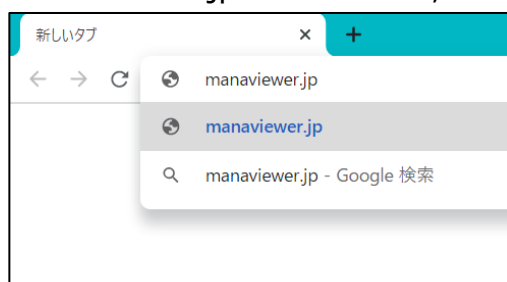 新しいタブ
manaviewer.jp
manaviewer.jp
manaviewer.jp - Google 検索